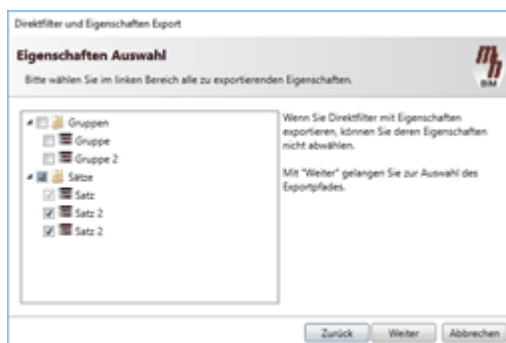 Direktfilter und Eigenschaften Export
Eigenschaften Auswahl
Bitte wählen Sie im linken Bereich alle zu exportierenden Eigenschaften.
mh
BIM
Gruppen
Gruppe
Gruppe 2
Sätze
Satz
Satz 2
Satz 2
Wenn Sie Direktfilter mit Eigenschaften
exportieren, können Sie deren Eigenschaften
nicht abwählen.
Mit "Weiter" gelangen Sie zur Auswahl des
Exportpfades.
Zurück
Weiter
Abbrechen